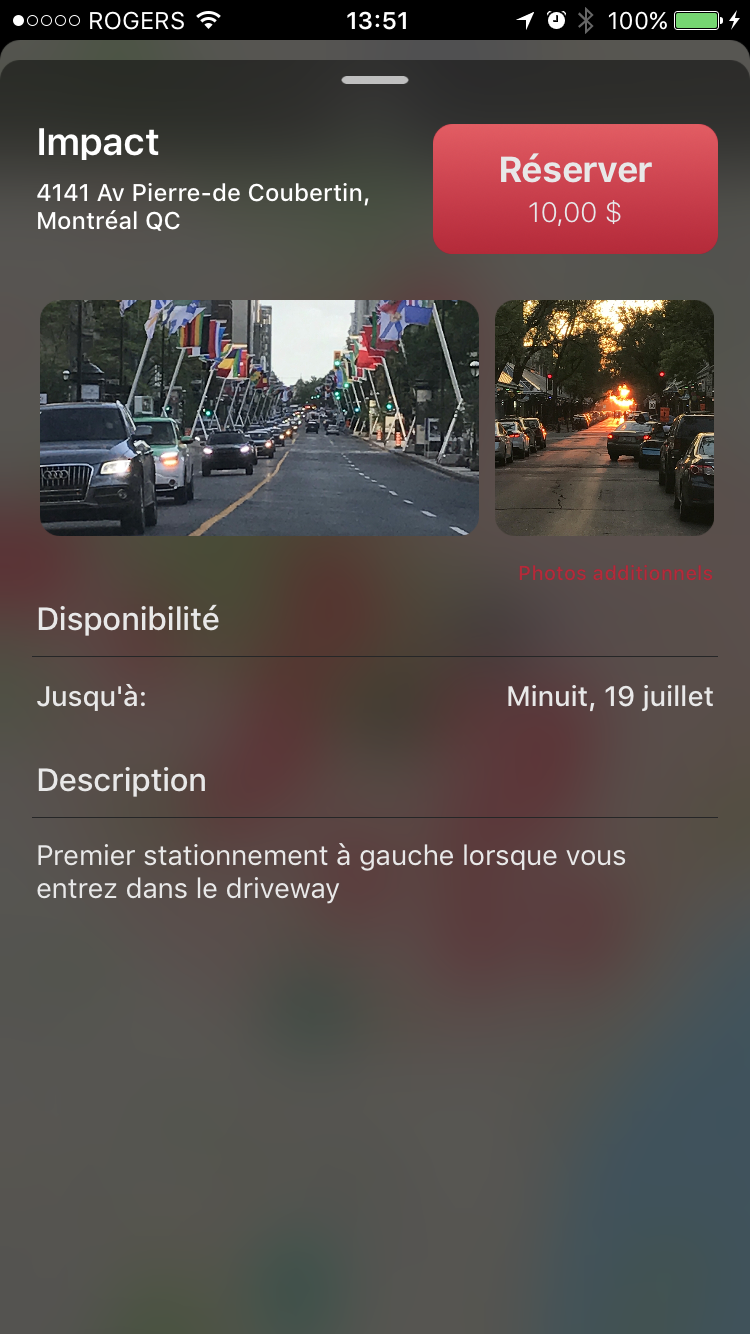 ROGERS 13:51 100%
Impact
4141 Av Pierre-de Coubertin,
Montréal QC
Réserver
10,00 $
Photos additionnels
Disponibilité
Jusqu'à: Minuit, 19 juillet
Description
Premier stationnement à gauche lorsque vous
entrez dans le driveway